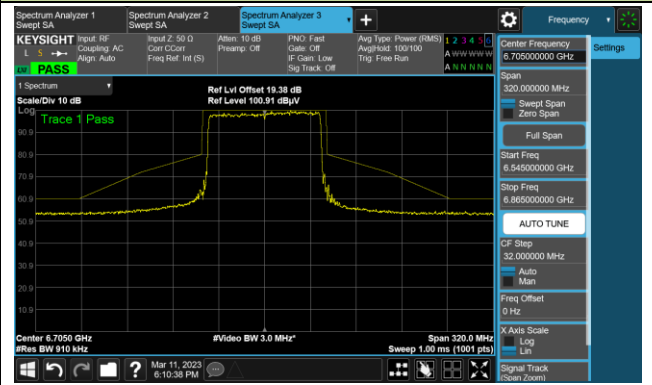 Spectrum Analyzer 1
Swept SA
Spectrum Analyzer 2
Swept SA
Spectrum Analyzer 3
Swept SA
Frequency
KEYSIGHT
L S
PASS
Input: RF
Coupling: AC
Align: Auto
Input Z: 50 Ω
Corr CCorr
Freq Ref: Int (S)
Atten: 10 dB
Preamp: Off
PNO: Fast
Gate: Off
IF Gain: Low
Sig Track: Off
Avg Type: Power (RMS)
Avg|Hold: 100/100
Trig: Free Run
1 2 3 4 5 6
A W W W W W
A N N N N N
1 Spectrum
Scale/Div 10 dB
Ref Lvl Offset 19.38 dB
Ref Level 100.91 dBµV
Log
Trace 1 Pass
90.9
80.9
70.9
60.9
50.9
40.9
30.9
20.9
10.9
Center 6.7050 GHz
#Res BW 910 kHz
#Video BW 3.0 MHz*
Span 320.0 MHz
Sweep 1.00 ms (1001 pts)
Center Frequency
6.705000000 GHz
Settings
Span
320.000000 MHz
Swept Span
Zero Span
Full Span
Start Freq
6.545000000 GHz
Stop Freq
6.865000000 GHz
AUTO TUNE
CF Step
32.000000 MHz
Auto
Man
Freq Offset
0 Hz
X Axis Scale
Log
Lin
Signal Track
(Span Zoom)
?
Mar 11, 2023
6:10:38 PM